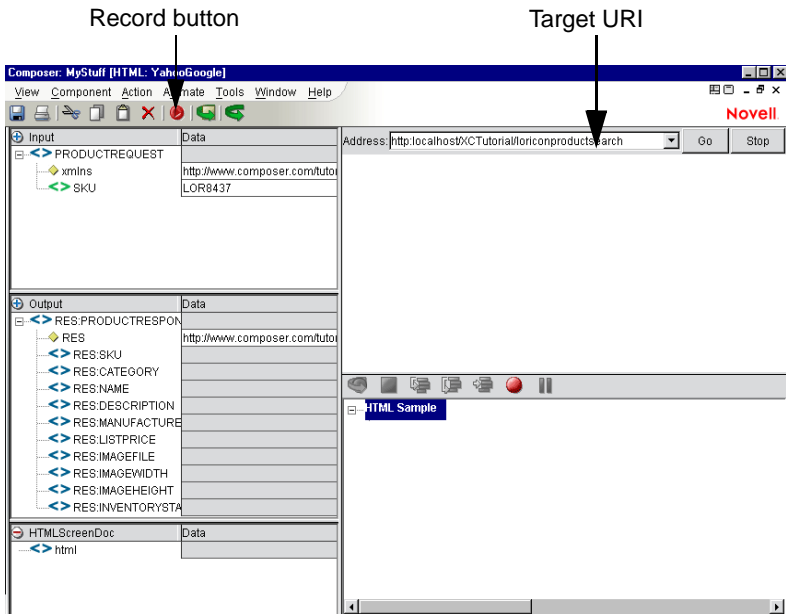 Record button
Target URI
Composer: MyStuff [HTML: YahooGoogle]
View Component Action Animate Tools Window Help
Novell
Input Data
PRODUCTREQUEST
xmlns http://www.composer.com/tutor
SKU LOR8437
Address: http:localhost/XCTutorial/loriconproductsearch Go Stop
Output Data
RES:PRODUCTRESPON
RES http://www.composer.com/tutor
RES:SKU
RES:CATEGORY
RES:NAME
RES:DESCRIPTION
RES:MANUFACTURE
RES:LISTPRICE
RES:IMAGEFILE
RES:IMAGEWIDTH
RES:IMAGEHEIGHT
RES:INVENTORYSTA
HTML Sample
HTMLScreenDoc Data
html